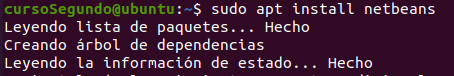 cursoSegundo@ubuntu:~$ sudo apt install netbeans
Leyendo lista de paquetes... Hecho
Creando árbol de dependencias
Leyendo la información de estado... Hecho